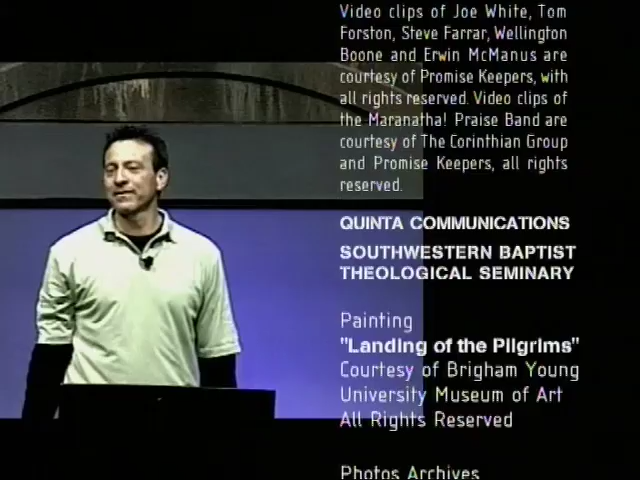 Video clips of Joe White, Tom
Forston, Steve Farrar, Wellington
Boone and Erwin McManus are
courtesy of Promise Keepers, with
all rights reserved. Video clips of
the Maranatha! Praise Band are
courtesy of The Corinthian Group
and Promise Keepers, all rights
reserved.
QUINTA COMMUNICATIONS
SOUTHWESTERN BAPTIST
THEOLOGICAL SEMINARY
Painting
"Landing of the Pilgrims"
Courtesy of Brigham Young
University Museum of Art
All Rights Reserved
Photos Archives